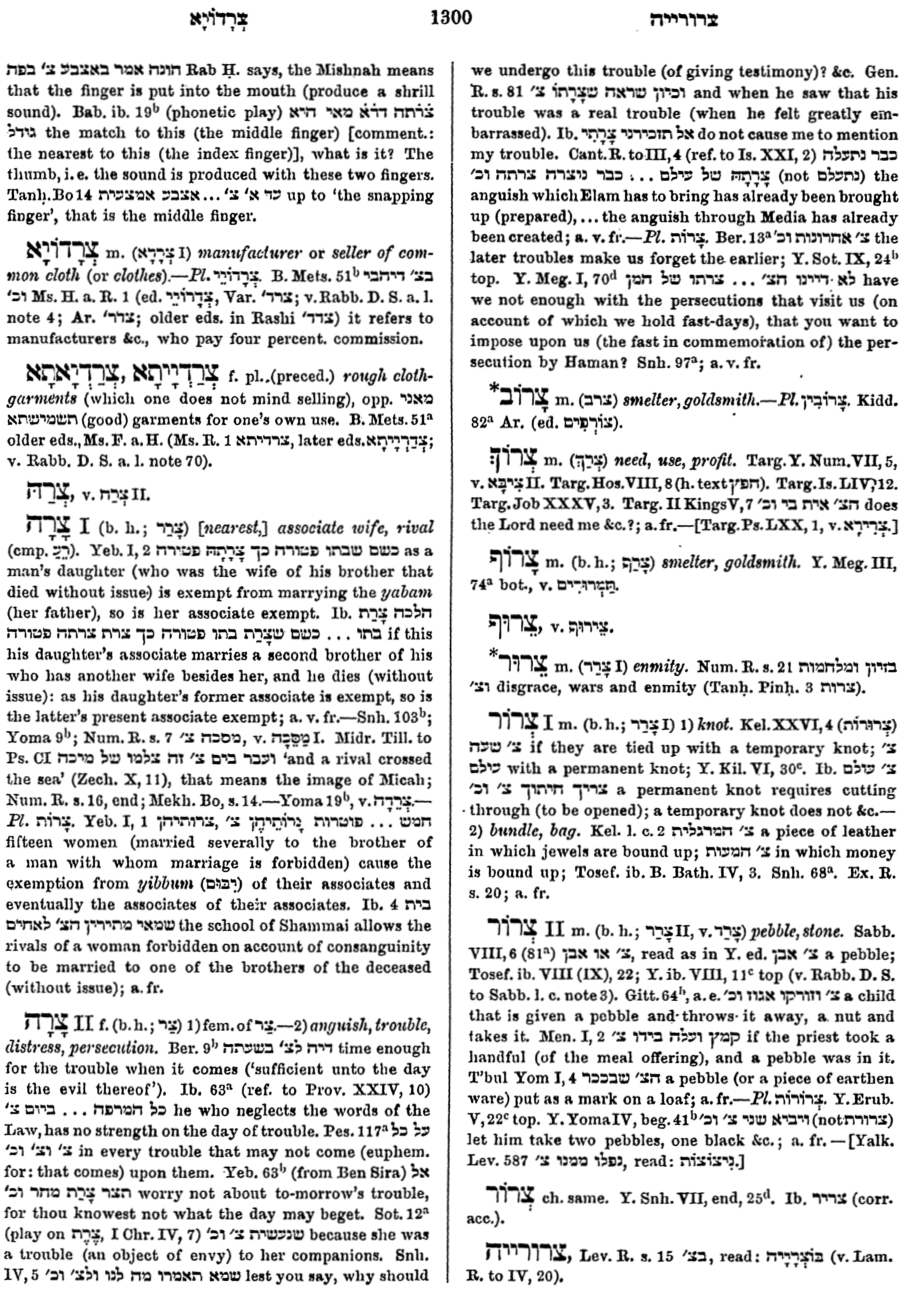 צְרָדוֹיָא 1300 צרורייה
חונה אמר באצבע צ׳ בפה Rab Ḥ. says, the Mishnah means
that the finger is put into the mouth (produce a shrill
sound). Bab. ib. 19ᵇ (phonetic play) צרתה דדא מאי היא
גודל the match to this (the middle finger) [comment.:
the nearest to this (the index finger)], what is it? The
thumb, i. e. the sound is produced with these two fingers.
Tanḥ. Bo 14 עד א׳ צ׳ ... אצבע אמצעית up to ‘the snapping
finger’, that is the middle finger.
צְרָדוֹיָא m. (צְרָדָא I) manufacturer or seller of com-
mon cloth (or clothes).—Pl. צְרָדוֹיֵי. B. Mets. 51ᵇ בצ׳ דיהבי
וכ׳ Ms. H. a. R. 1 (ed. צַדְרוֹיֵי, Var. צרד׳; v. Rabb. D. S. a. l.
note 4; Ar. צדר׳; older eds. in Rashi צדד׳) it refers to
manufacturers &c., who pay four percent. commission.
צְרָדְיָיתָא, צְרָדְיָאתָא f. pl. (preced.) rough cloth-
garments (which one does not mind selling), opp. מאני
תשמישתא (good) garments for one's own use. B. Mets. 51ᵃ
older eds., Ms. F. a. H. (Ms. R. 1 צרדיתא, later eds. צַדְרָיָיתָא;
v. Rabb. D. S. a. l. note 70).
צְרַהּ, v. צְרַח II.
צָרָה I (b. h.; צָרַר) [nearest,] associate wife, rival
(cmp. רֵעַ). Yeb. I, 2 כשם שבתו פטורה כך צָרָתָהּ פטורה as a
man's daughter (who was the wife of his brother that
died without issue) is exempt from marrying the yabam
(her father), so is her associate exempt. Ib. הלכה צָרַת
בתו ... כשם שצָרַת בתו פטורה כך צרת צרתה פטורה if this
his daughter's associate marries a second brother of his
who has another wife besides her, and he dies (without
issue): as his daughter's former associate is exempt, so is
the latter's present associate exempt; a. v. fr.—Snh. 103ᵇ;
Yoma 9ᵇ; Num. R. s. 7 מסכה צ׳, v. מַסֵּכָה I. Midr. Till. to
Ps. CI ועבר בים צ׳ זה צלמו של מיכה ‘and a rival crossed
the sea’ (Zech. X, 11), that means the image of Micah;
Num. R. s. 16, end; Mekh. Bo, s. 14.—Yoma 19ᵇ, v. צְרֵדָה.—
Pl. צָרוֹת. Yeb. I, 1 חמש ... פוטרות צָרוֹתֵיהֶן צ׳, צרותיהן
fifteen women (married severally to the brother of
a man with whom marriage is forbidden) cause the
exemption from yibbum (יִבּוּם) of their associates and
eventually the associates of their associates. Ib. 4 בית
שמאי מתירין הצ׳ לאחים the school of Shammai allows the
rivals of a woman forbidden on account of consanguinity
to be married to one of the brothers of the deceased
(without issue); a. fr.
צָרָה II f. (b. h.; צַר) 1) fem. of צַר.—2) anguish, trouble,
distress, persecution. Ber. 9ᵇ דיה לצ׳ בשעתה time enough
for the trouble when it comes (‘sufficient unto the day
is the evil thereof’). Ib. 63ᵃ (ref. to Prov. XXIV, 10)
כל המרפה ... ביום צ׳ he who neglects the words of the
Law, has no strength on the day of trouble. Pes. 117ᵃ על כל
צ׳ וצ׳ וכ׳ in every trouble that may not come (euphem.
for: that comes) upon them. Yeb. 63ᵇ (from Ben Sira) אל
תצר צָרַת מחר וכ׳ worry not about to-morrow's trouble,
for thou knowest not what the day may beget. Sot. 12ᵃ
(play on צֶרֶת, I Chr. IV, 7) שנעשית צ׳ וכ׳ because she was
a trouble (an object of envy) to her companions. Snh.
IV, 5 שמא תאמרו מה לנו ולצ׳ וכ׳ lest you say, why should
we undergo this trouble (of giving testimony)? &c. Gen.
R. s. 81 וכיון שראה שצָרָתוֹ צ׳ and when he saw that his
trouble was a real trouble (when he felt greatly em-
barrassed). Ib. אל תזכירני צָרָתִי do not cause me to mention
my trouble. Cant. R. to III, 4 (ref. to Is. XXI, 2) כבר נתעלה
צָרָתָהּ של עילם ... כבר נוצרה צרתה וכ׳ (not נתעלם) the
anguish which Elam has to bring has already been brought
up (prepared), ... the anguish through Media has already
been created; a. v. fr.—Pl. צָרוֹת. Ber. 13ᵃ צ׳ אחרונות וכ׳ the
later troubles make us forget the earlier; Y. Sot. IX, 24ᵇ
top. Y. Meg. I, 70ᵈ לא דיינו הצ׳ ... צרתו של המן have
we not enough with the persecutions that visit us (on
account of which we hold fast-days), that you want to
impose upon us (the fast in commemoration of) the per-
secution by Haman? Snh. 97ᵃ; a. v. fr.
*צָרוֹב m. (צרב) smelter, goldsmith.—Pl. צָרוֹבִין. Kidd.
82ᵃ Ar. (ed. צוֹרְפִים).
צְרוֹךְ m. (צְרַךְ) need, use, profit. Targ. Y. Num. VII, 5,
v. צִיבָּא II. Targ. Hos. VIII, 8 (h. text חפץ). Targ. Is. LIV, 12.
Targ. Job XXXV, 3. Targ. II Kings V, 7 הצ׳ אית בי וכ׳ does
the Lord need me &c.?; a. fr.—[Targ. Ps. LXX, 1, v. צְרִירָא.]
צָרוֹף m. (b. h.; צָרַף) smelter, goldsmith. Y. Meg. III,
74ᵃ bot., v. תַּמְרוּרִים.
צֵרוּף, v. צֵירוּף.
*צָרוּר m. (צָרַר I) enmity. Num. R. s. 21 בזיון ומלחמות
וצ׳ disgrace, wars and enmity (Tanḥ. Pinḥ. 3 צרות).
צְרוֹר I m. (b. h.; צָרַר I) 1) knot. Kel. XXVI, 4 (צְרוּרוֹת)
צ׳ שעה if they are tied up with a temporary knot; צ׳
עולם with a permanent knot; Y. Kil. VI, 30ᶜ. Ib. צ׳ עולם
צריך חיתוך צ׳ וכ׳ a permanent knot requires cutting
through (to be opened); a temporary knot does not &c.—
2) bundle, bag. Kel. l. c. 2 צ׳ המרגלית a piece of leather
in which jewels are bound up; צ׳ המעות in which money
is bound up; Tosef. ib. B. Bath. IV, 3. Snh. 68ᵃ. Ex. R.
s. 20; a. fr.
צְרוֹר II m. (b. h.; צָרַר II, v. צָרַד) pebble, stone. Sabb.
VIII, 6 (81ᵃ) צ׳ או אבן, read as in Y. ed. צ׳ אבן a pebble;
Tosef. ib. VIII (IX), 22; Y. ib. VIII, 11ᶜ top (v. Rabb. D. S.
to Sabb. l. c. note 3). Gitt. 64ᵇ, a. e. צ׳ וזורקו אגוז וכ׳ a child
that is given a pebble and throws it away, a nut and
takes it. Men. I, 2 קמץ ועלה בידו צ׳ if the priest took a
handful (of the meal offering), and a pebble was in it.
T'bul Yom I, 4 הצ׳ שבככר a pebble (or a piece of earthen
ware) put as a mark on a loaf; a. fr.—Pl. צְרוֹרוֹת. Y. Erub.
V, 22ᶜ top. Y. Yoma IV, beg. 41ᵇ ויביא שני צ׳ וכ׳ (not צרורת)
let him take two pebbles, one black &c.; a. fr.—[Yalk.
Lev. 587 נפלו ממנו צ׳, read: נִיצוֹצוֹת.]
צְרוֹר ch. same. Y. Snh. VII, end, 25ᵈ. Ib. צריר (corr.
acc.).
צרורייה, Lev. R. s. 15 בצ׳, read: בּוֹצְרָיָיה (v. Lam.
R. to IV, 20).